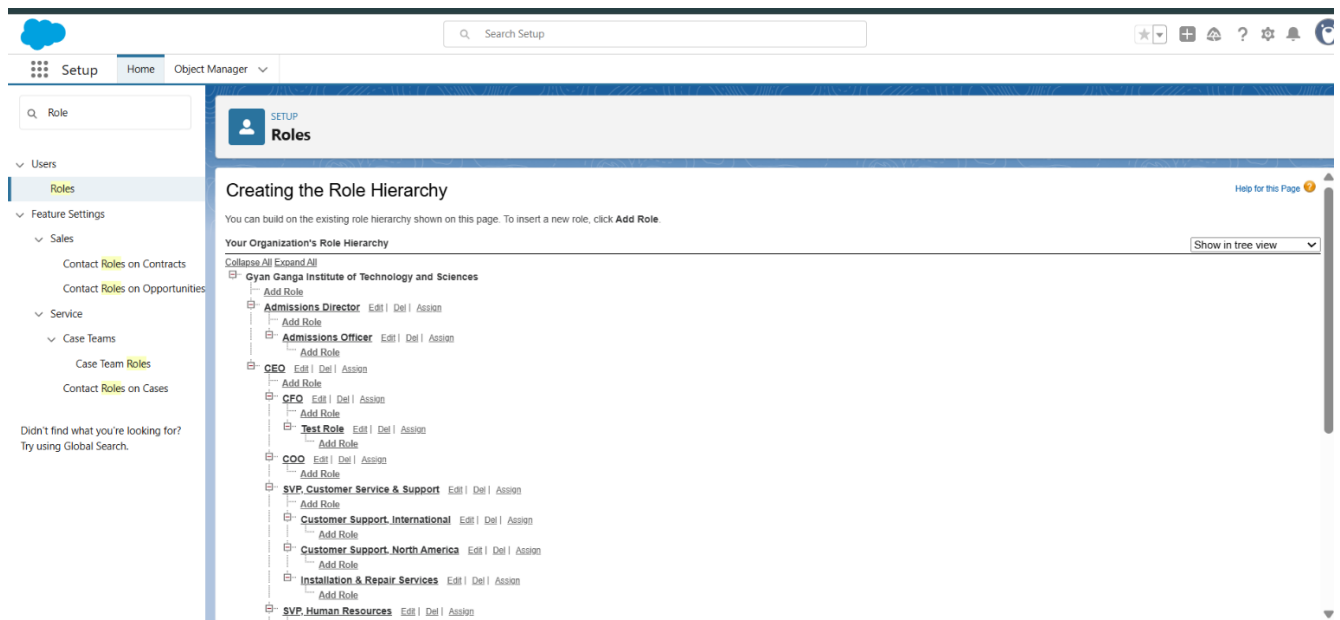 Search Setup
Setup Home Object Manager
Role
Users
Roles
Feature Settings
Sales
Contact Roles on Contracts
Contact Roles on Opportunities
Service
Case Teams
Case Team Roles
Contact Roles on Cases
Didn't find what you're looking for?
Try using Global Search.
SETUP
Roles
Creating the Role Hierarchy
Help for this Page ?
You can build on the existing role hierarchy shown on this page. To insert a new role, click Add Role.
Your Organization's Role Hierarchy
Show in tree view
Collapse All Expand All
Gyan Ganga Institute of Technology and Sciences
Add Role
Admissions Director Edit | Del | Assign
Add Role
Admissions Officer Edit | Del | Assign
Add Role
CEO Edit | Del | Assign
Add Role
CFO Edit | Del | Assign
Add Role
Test Role Edit | Del | Assign
Add Role
COO Edit | Del | Assign
Add Role
SVP, Customer Service & Support Edit | Del | Assign
Add Role
Customer Support, International Edit | Del | Assign
Add Role
Customer Support, North America Edit | Del | Assign
Add Role
Installation & Repair Services Edit | Del | Assign
Add Role
SVP, Human Resources Edit | Del | Assign